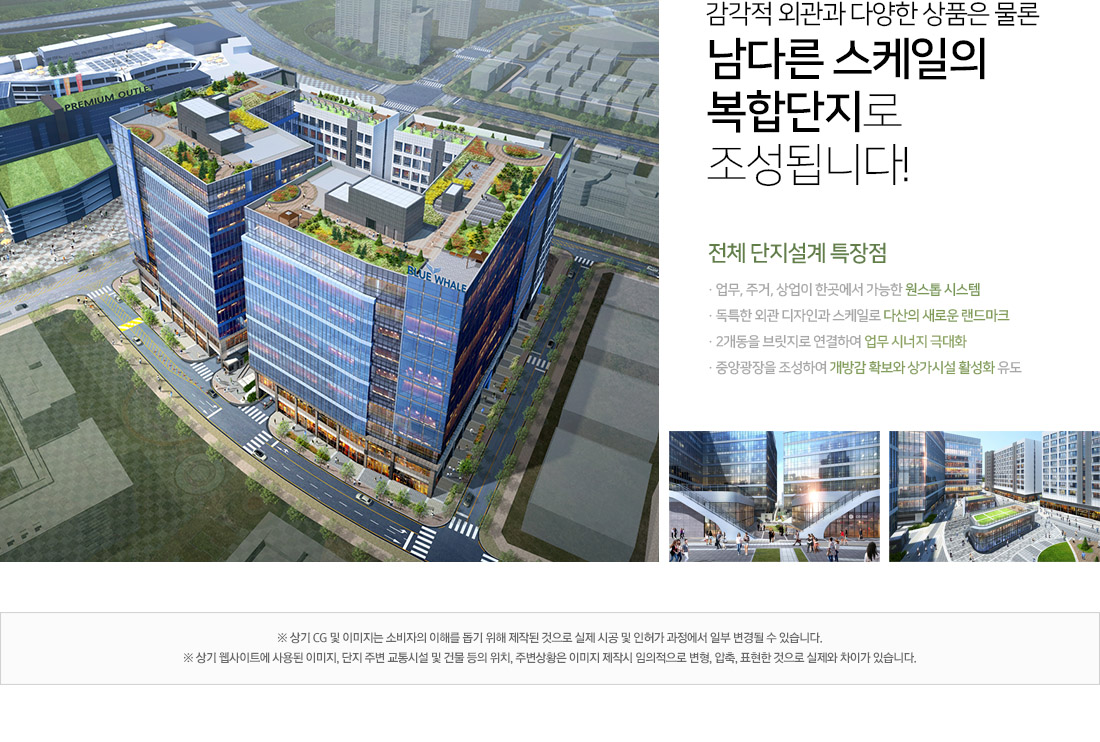 감각적 외관과 다양한 상품은 물론
남다른 스케일의
복합단지로
조성됩니다!
PREMIUM OUTLET
BLUE WHALE
전체 단지설계 특장점
· 업무, 주거, 상업이 한곳에서 가능한 원스톱 시스템
· 독특한 외관 디자인과 스케일로 다산의 새로운 랜드마크
· 2개동을 브릿지로 연결하여 업무 시너지 극대화
· 중앙광장을 조성하여 개방감 확보와 상가시설 활성화 유도
※ 상기 CG 및 이미지는 소비자의 이해를 돕기 위해 제작된 것으로 실제 시공 및 인허가 과정에서 일부 변경될 수 있습니다.
※ 상기 웹사이트에 사용된 이미지, 단지 주변 교통시설 및 건물 등의 위치, 주변상황은 이미지 제작시 임의적으로 변형, 압축, 표현한 것으로 실제와 차이가 있습니다.